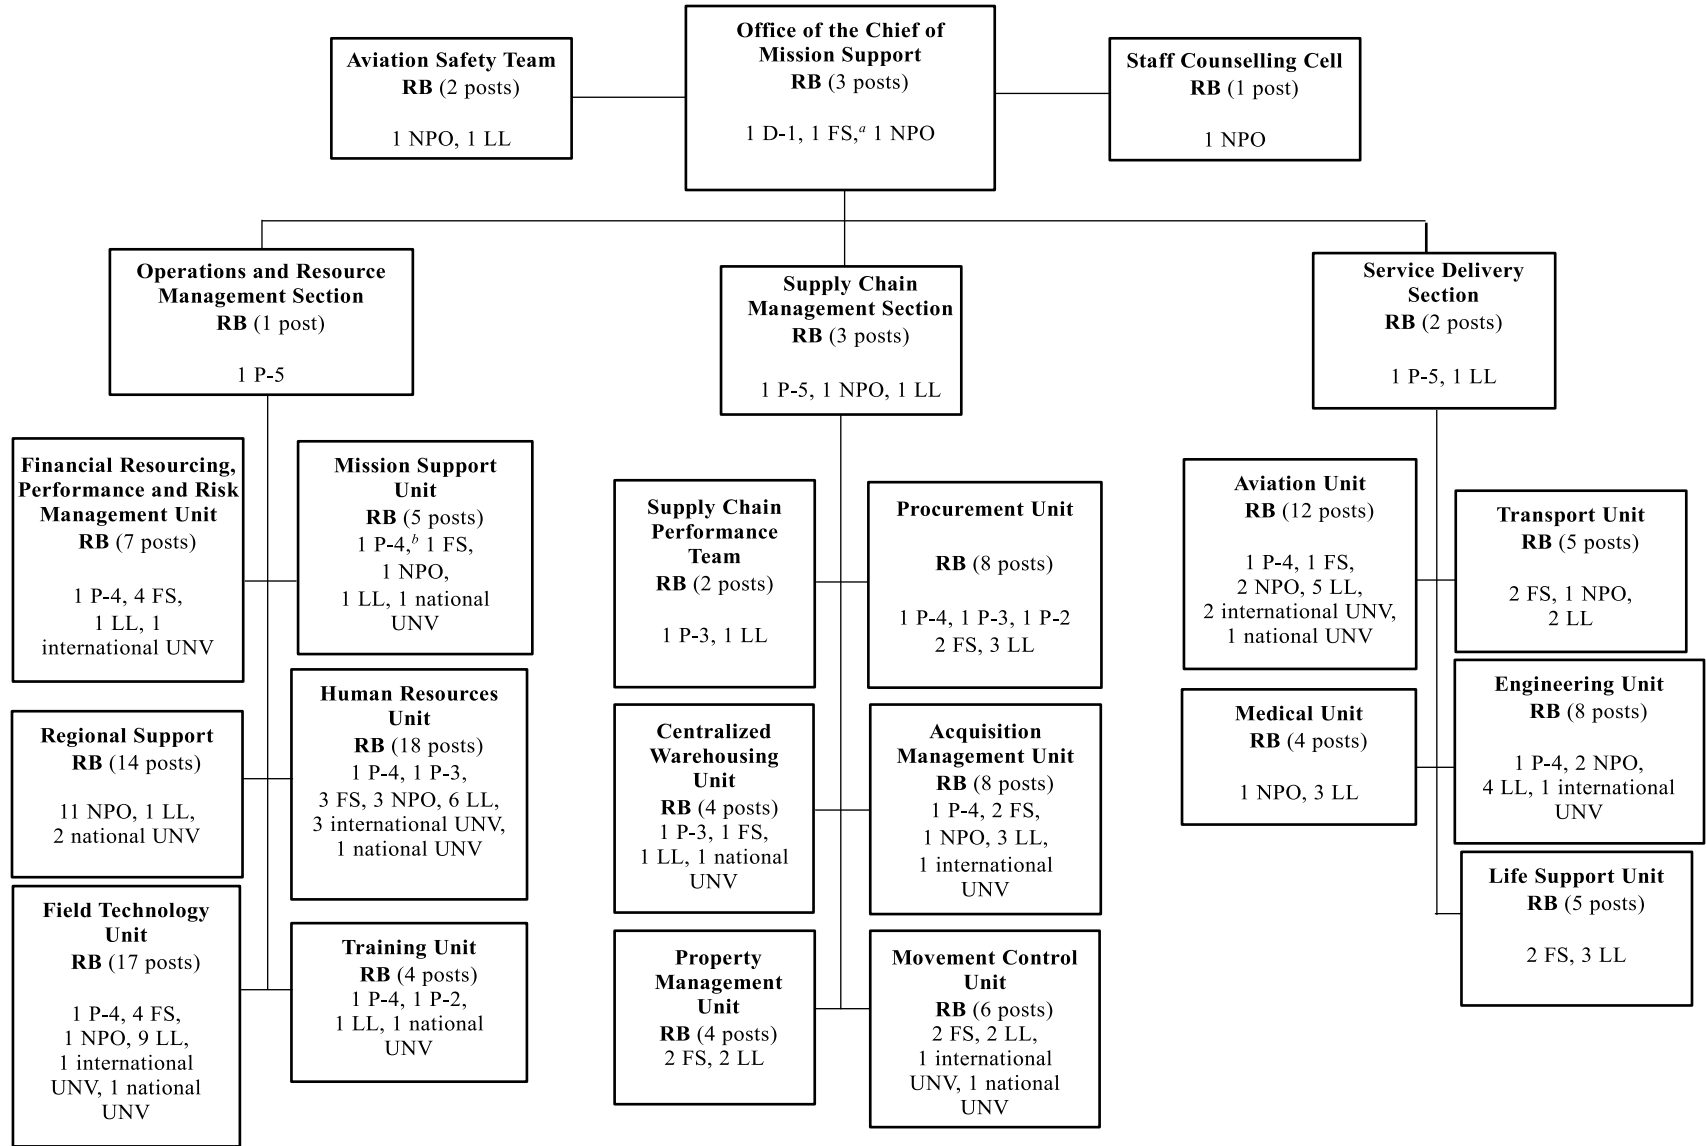 Office of the Chief of
Mission Support
RB (3 posts)
1 D-1, 1 FS,a 1 NPO
Aviation Safety Team
RB (2 posts)
1 NPO, 1 LL
Staff Counselling Cell
RB (1 post)
1 NPO
Operations and Resource
Management Section
RB (1 post)
1 P-5
Supply Chain
Management Section
RB (3 posts)
1 P-5, 1 NPO, 1 LL
Service Delivery
Section
RB (2 posts)
1 P-5, 1 LL
Financial Resourcing,
Performance and Risk
Management Unit
RB (7 posts)
1 P-4, 4 FS,
1 LL, 1
international UNV
Mission Support
Unit
RB (5 posts)
1 P-4,b 1 FS,
1 NPO,
1 LL, 1 national
UNV
Regional Support
RB (14 posts)
11 NPO, 1 LL,
2 national UNV
Human Resources
Unit
RB (18 posts)
1 P-4, 1 P-3,
3 FS, 3 NPO, 6 LL,
3 international UNV,
1 national UNV
Field Technology
Unit
RB (17 posts)
1 P-4, 4 FS,
1 NPO, 9 LL,
1 international
UNV, 1 national
UNV
Training Unit
RB (4 posts)
1 P-4, 1 P-2,
1 LL, 1 national
UNV
Supply Chain
Performance
Team
RB (2 posts)
1 P-3, 1 LL
Procurement Unit
RB (8 posts)
1 P-4, 1 P-3, 1 P-2
2 FS, 3 LL
Centralized
Warehousing
Unit
RB (4 posts)
1 P-3, 1 FS,
1 LL, 1 national
UNV
Acquisition
Management Unit
RB (8 posts)
1 P-4, 2 FS,
1 NPO, 3 LL,
1 international
UNV
Property
Management
Unit
RB (4 posts)
2 FS, 2 LL
Movement Control
Unit
RB (6 posts)
2 FS, 2 LL,
1 international
UNV, 1 national
UNV
Aviation Unit
RB (12 posts)
1 P-4, 1 FS,
2 NPO, 5 LL,
2 international UNV,
1 national UNV
Transport Unit
RB (5 posts)
2 FS, 1 NPO,
2 LL
Medical Unit
RB (4 posts)
1 NPO, 3 LL
Engineering Unit
RB (8 posts)
1 P-4, 2 NPO,
4 LL, 1 international
UNV
Life Support Unit
RB (5 posts)
2 FS, 3 LL